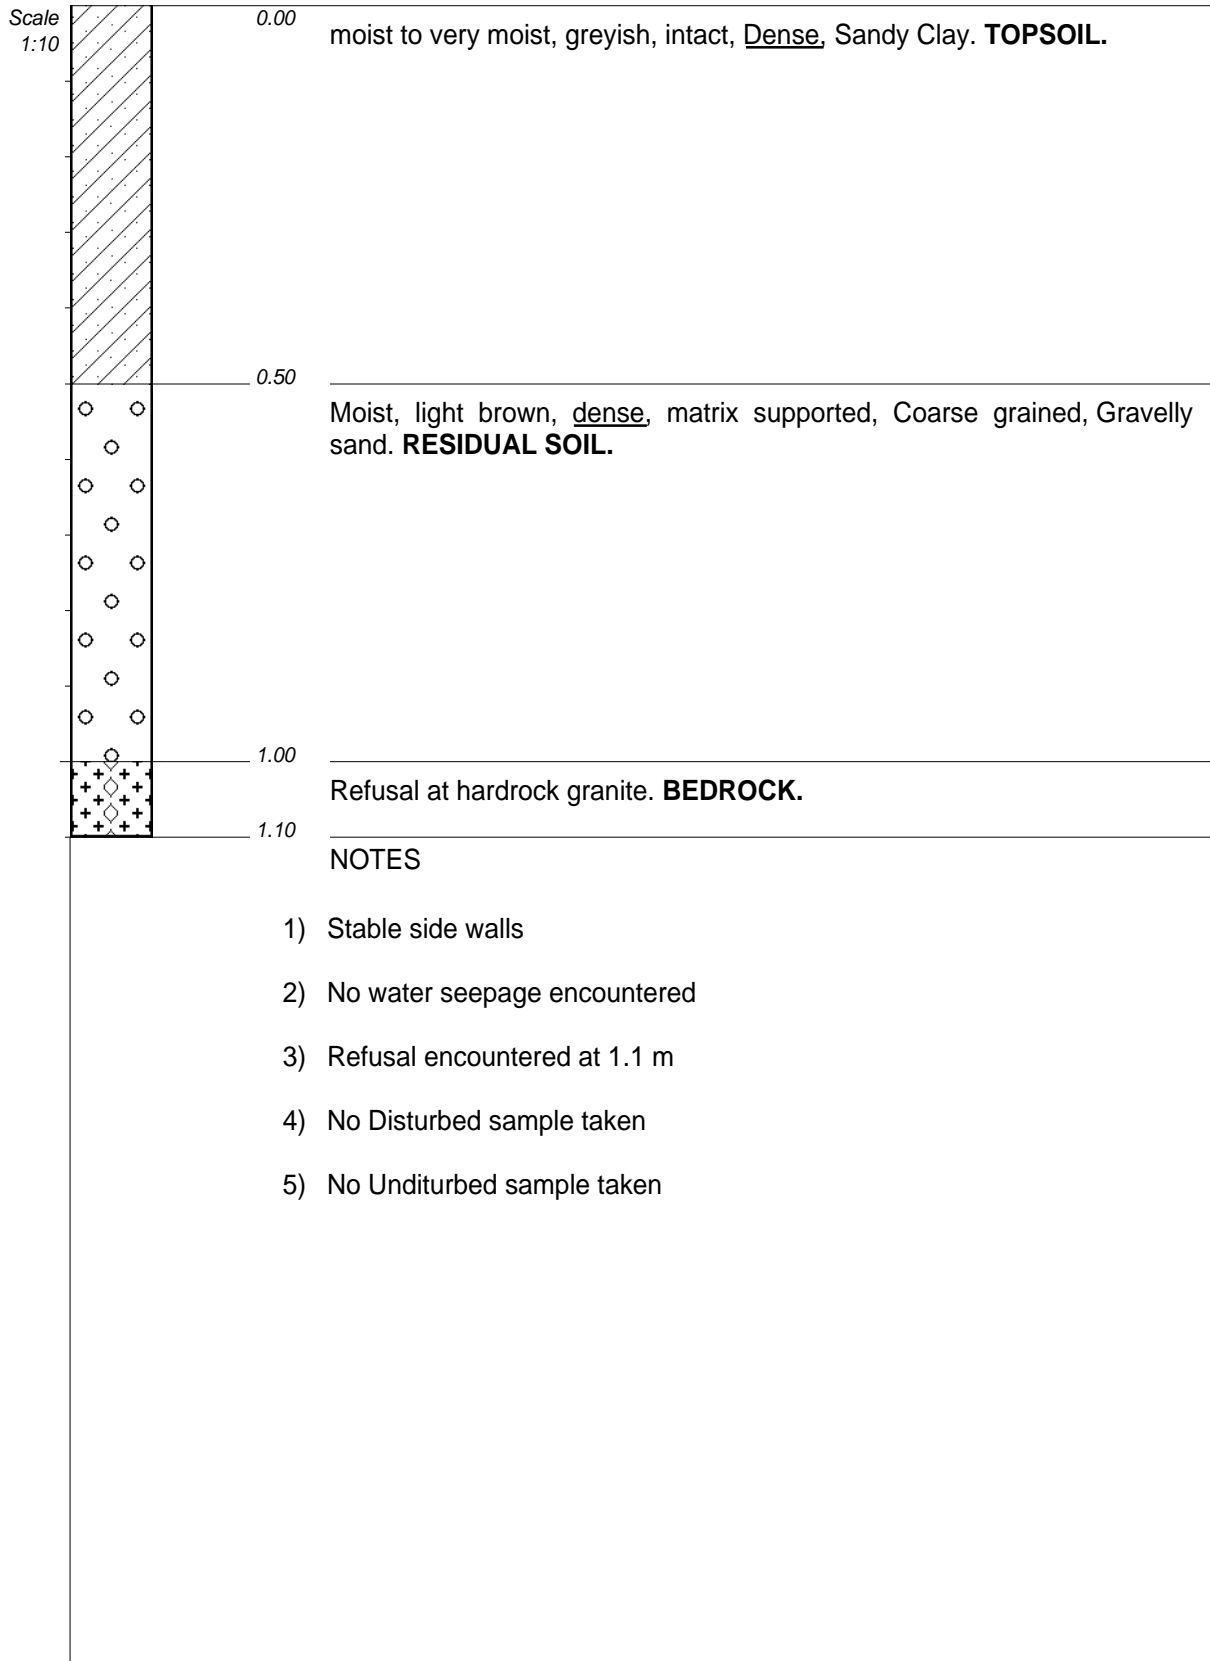 Scale
1:10
0.00
moist to very moist, greyish, intact, Dense, Sandy Clay. TOPSOIL.
0.50
Moist, light brown, dense, matrix supported, Coarse grained, Gravelly
sand. RESIDUAL SOIL.
1.00
Refusal at hardrock granite. BEDROCK.
1.10
NOTES
1) Stable side walls
2) No water seepage encountered
3) Refusal encountered at 1.1 m
4) No Disturbed sample taken
5) No Unditurbed sample taken